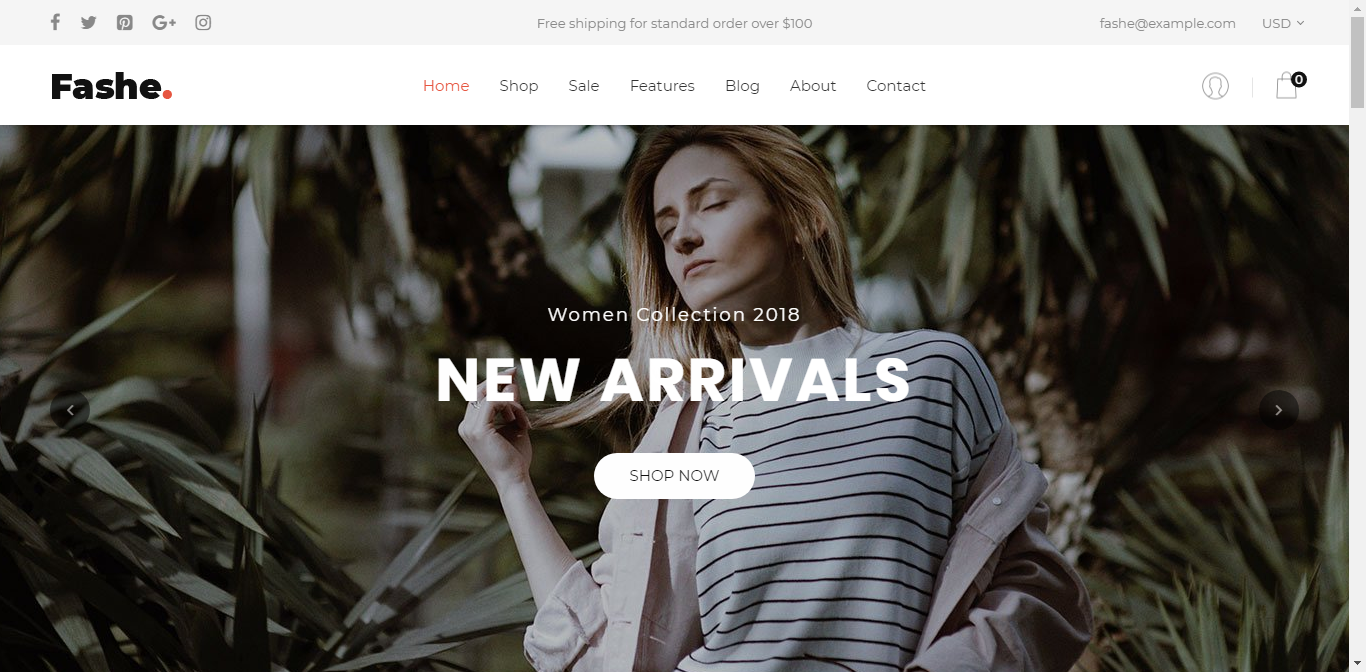 Free shipping for standard order over $100
fashe@example.com
USD
Fashe.
Home
Shop
Sale
Features
Blog
About
Contact
0
Women Collection 2018
NEW ARRIVALS
SHOP NOW